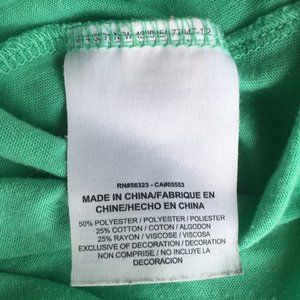 RN#56323 - CA#05553
MADE IN CHINA/FABRIQUE EN
CHINE/HECHO EN CHINA
50% POLYESTER / POLYESTER / POLIESTER
25% COTTON / COTON / ALGODON
25% RAYON / VISCOSE / VISCOSA
EXCLUSIVE OF DECORATION / DECORATION
NON COMPRISE / NO INCLUYE LA
DECORACION